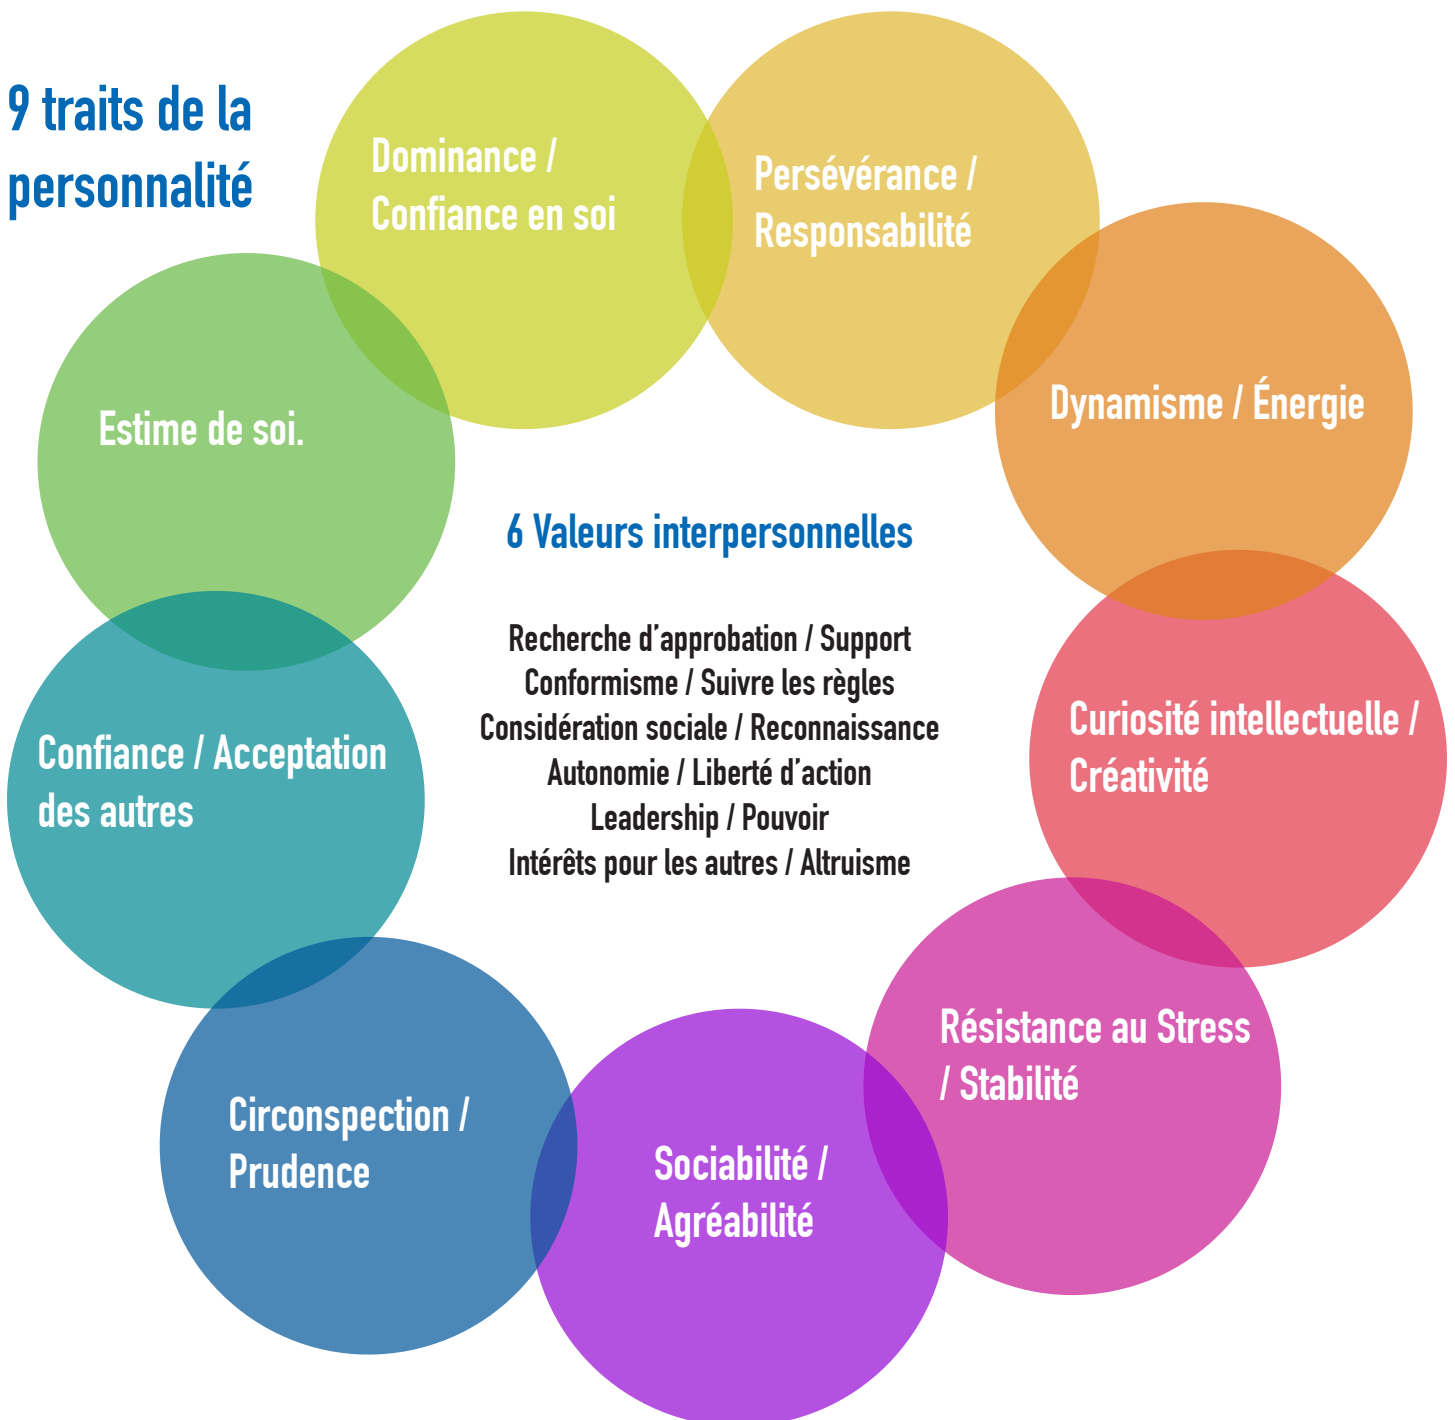 9 traits de la
personnalité
Dominance /
Confiance en soi
Persévérance /
Responsabilité
Dynamisme / Énergie
Curiosité intellectuelle /
Créativité
Résistance au Stress
/ Stabilité
Sociabilité /
Agréabilité
Circonspection /
Prudence
Confiance / Acceptation
des autres
Estime de soi.
6 Valeurs interpersonnelles
Recherche d’approbation / Support
Conformisme / Suivre les règles
Considération sociale / Reconnaissance
Autonomie / Liberté d’action
Leadership / Pouvoir
Intérêts pour les autres / Altruisme